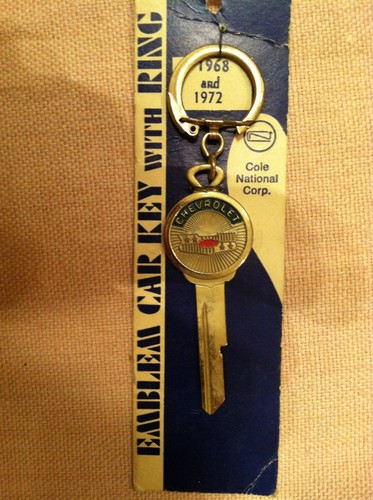 EMBLEM CAR KEY WITH RING
1968
and
1972
Cole
National
Corp.
CHEVROLET